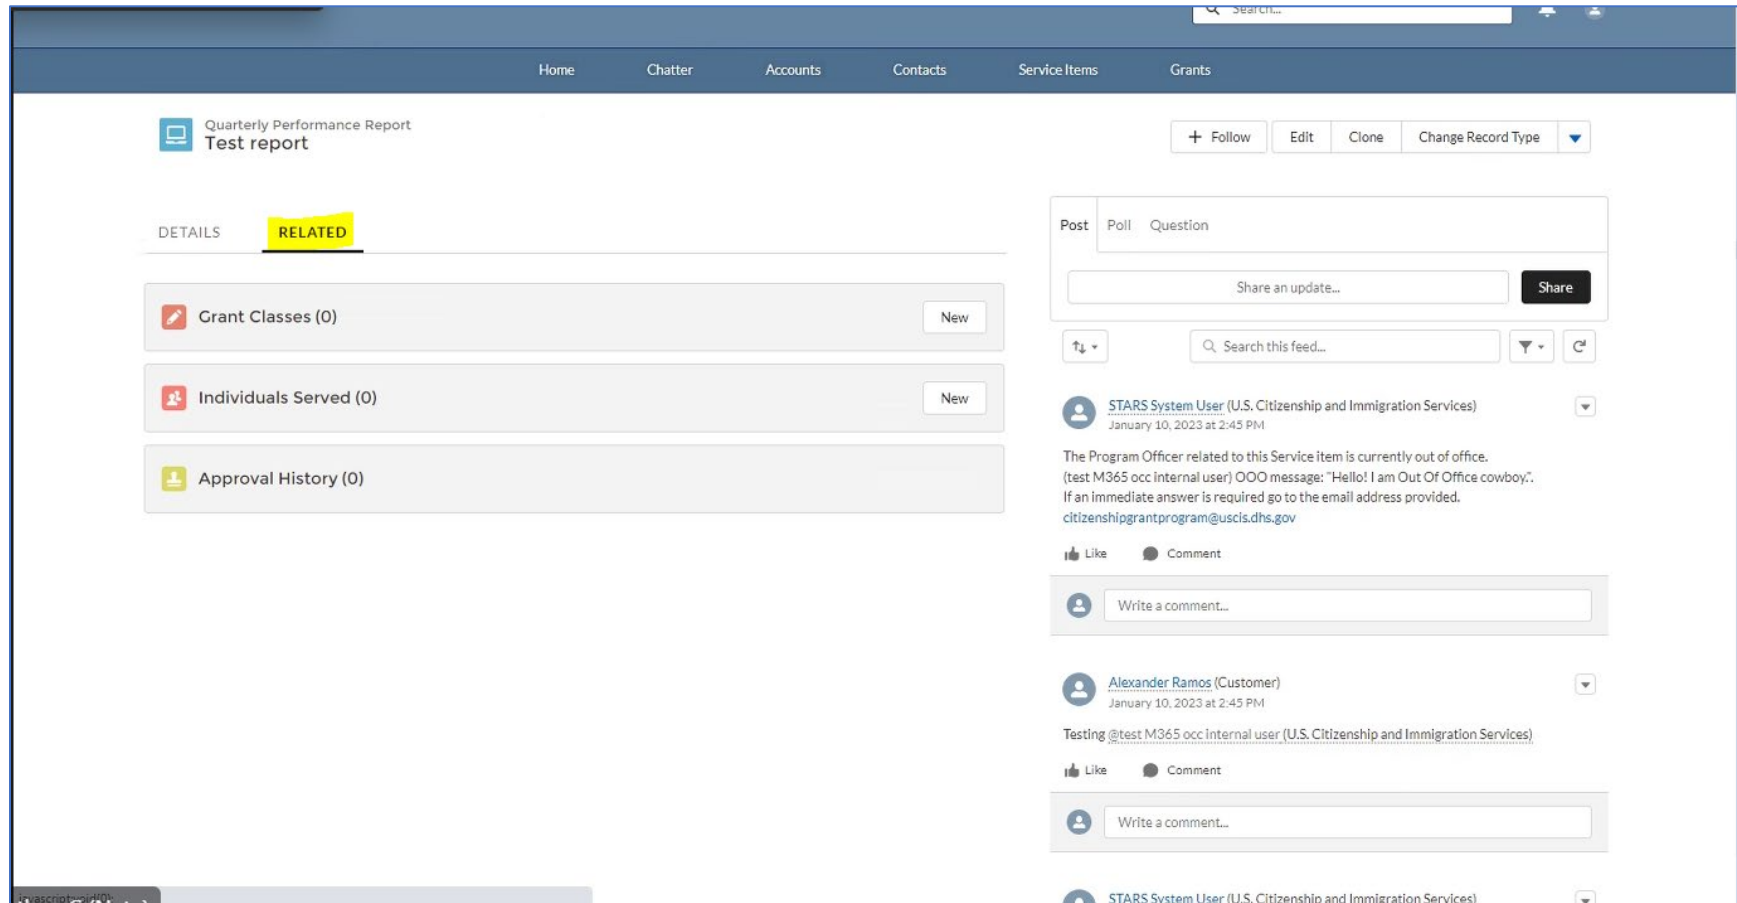 Search...
Home Chatter Accounts Contacts Service Items Grants
Quarterly Performance Report
Test report
+ Follow Edit Clone Change Record Type
DETAILS RELATED
Grant Classes (0) New
Individuals Served (0) New
Approval History (0)
Post Poll Question
Share an update... Share
Search this feed...
STARS System User (U.S. Citizenship and Immigration Services)
January 10, 2023 at 2:45 PM
The Program Officer related to this Service item is currently out of office.
(test M365 occ internal user) OOO message: "Hello! I am Out Of Office cowboy.".
If an immediate answer is required go to the email address provided.
citizenshipgrantprogram@uscis.dhs.gov
Like Comment
Write a comment...
Alexander Ramos (Customer)
January 10, 2023 at 2:45 PM
Testing @test M365 occ internal user (U.S. Citizenship and Immigration Services)
Like Comment
Write a comment...
STARS System User (U.S. Citizenship and Immigration Services)
javascript:void(0);